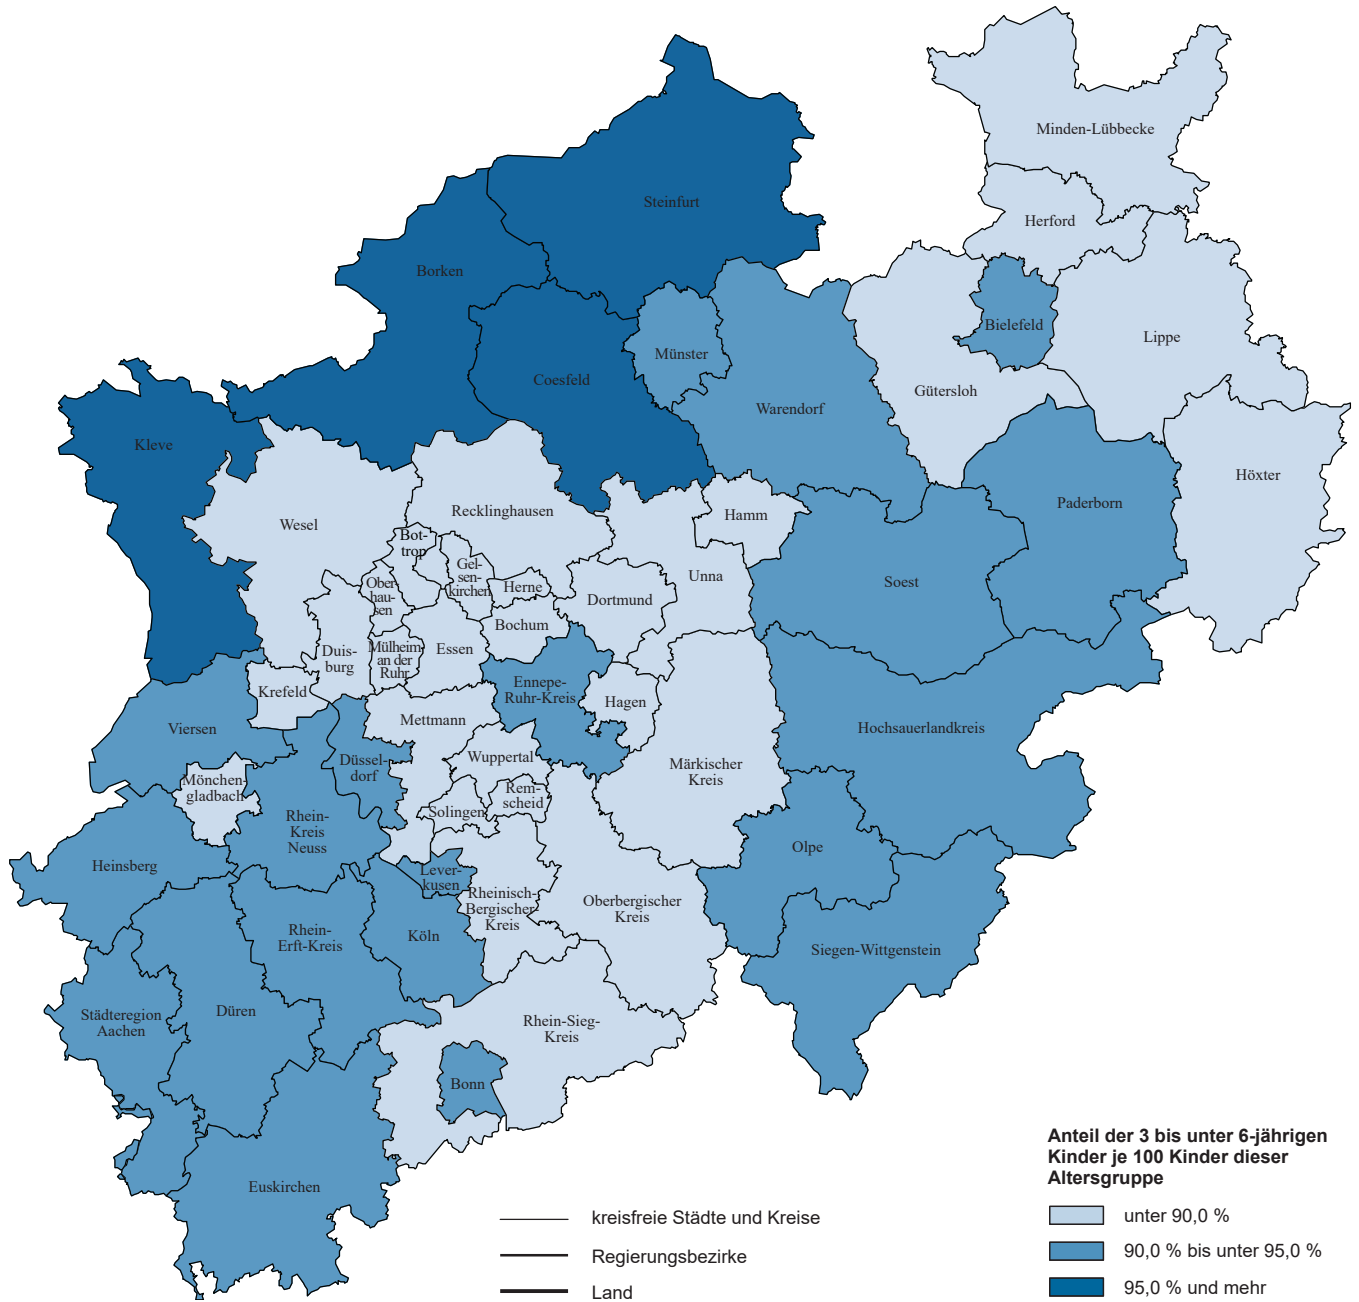 Minden-Lübbecke
Steinfurt
Herford
Borken
Bielefeld
Lippe
Münster
Coesfeld
Gütersloh
Warendorf
Kleve
Höxter
Paderborn
Recklinghausen
Hamm
Wesel
Bot-
trop
Gel-
sen-
kirchen
Unna
Soest
Ober-
hau-
sen
Herne
Dortmund
Bochum
Duis-
burg
Mülheim
an der
Ruhr
Essen
Krefeld
Ennepe-
Ruhr-Kreis
Hagen
Mettmann
Viersen
Hochsauerlandkreis
Düssel-
dorf
Wuppertal
Märkischer
Kreis
Mönchen-
gladbach
Rem-
scheid
Solingen
Rhein-
Kreis
Neuss
Olpe
Heinsberg
Lever-
kusen
Rheinisch-
Bergischer-
Kreis
Oberbergischer
Kreis
Rhein-
Erft-Kreis
Köln
Siegen-Wittgenstein
Städteregion
Aachen
Düren
Rhein-Sieg-
Kreis
Bonn
Euskirchen
kreisfreie Städte und Kreise
Regierungsbezirke
Land
Anteil der 3 bis unter 6-jährigen
Kinder je 100 Kinder dieser
Altersgruppe
unter 90,0 %
90,0 % bis unter 95,0 %
95,0 % und mehr